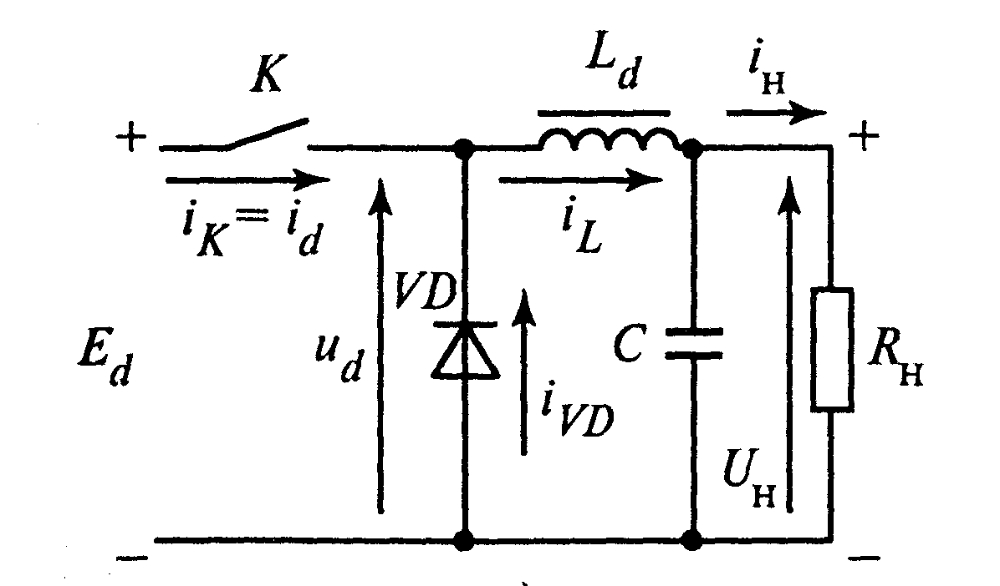 K
L_d
i_н
+
+
i_K = i_d
i_L
VD
E_d
u_d
C
R_н
i_VD
U_н
−
−